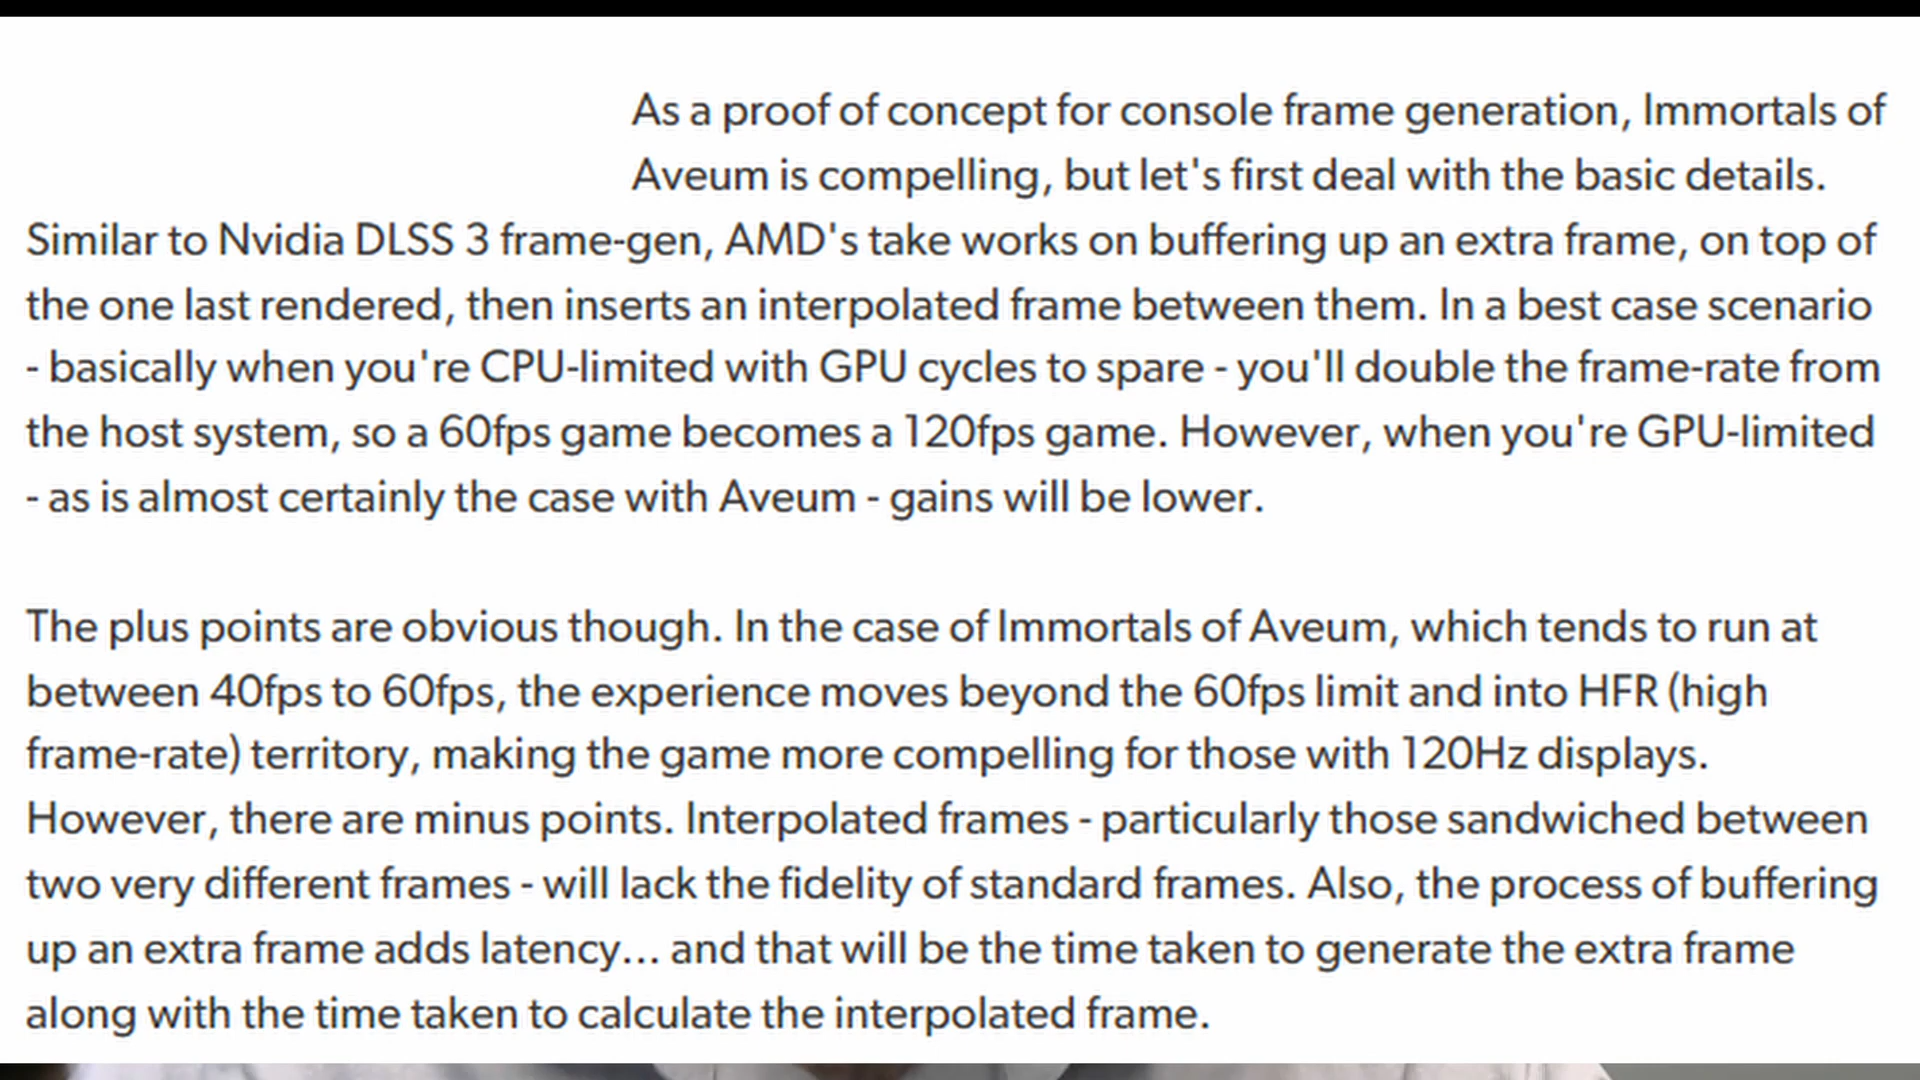 As a proof of concept for console frame generation, Immortals of
Aveum is compelling, but let's first deal with the basic details.
Similar to Nvidia DLSS 3 frame-gen, AMD's take works on buffering up an extra frame, on top of
the one last rendered, then inserts an interpolated frame between them. In a best case scenario
- basically when you're CPU-limited with GPU cycles to spare - you'll double the frame-rate from
the host system, so a 60fps game becomes a 120fps game. However, when you're GPU-limited
- as is almost certainly the case with Aveum - gains will be lower.
The plus points are obvious though. In the case of Immortals of Aveum, which tends to run at
between 40fps to 60fps, the experience moves beyond the 60fps limit and into HFR (high
frame-rate) territory, making the game more compelling for those with 120Hz displays.
However, there are minus points. Interpolated frames - particularly those sandwiched between
two very different frames - will lack the fidelity of standard frames. Also, the process of buffering
up an extra frame adds latency... and that will be the time taken to generate the extra frame
along with the time taken to calculate the interpolated frame.